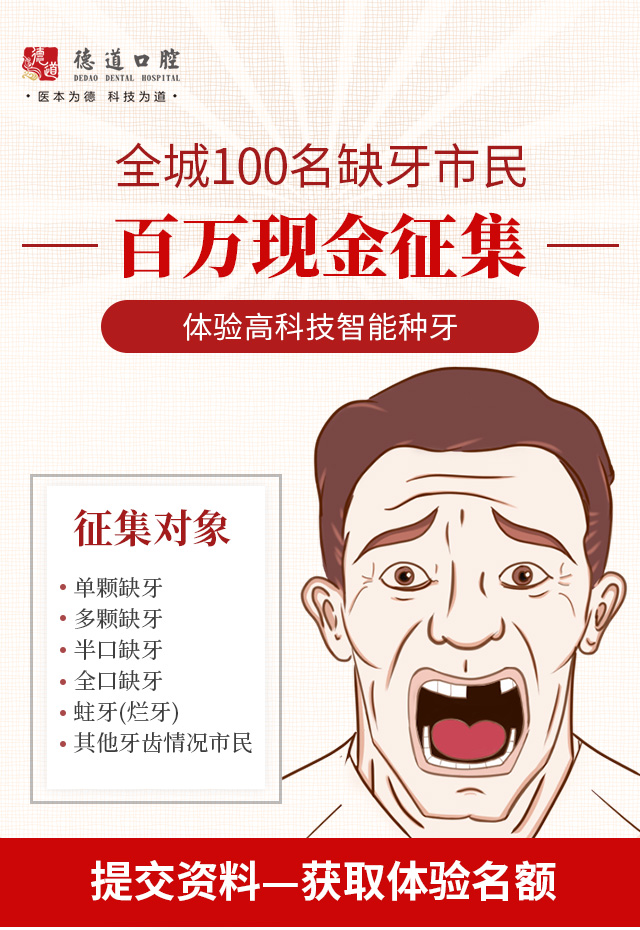 德道
德道口腔
DEDAO DENTAL HOSPITAL
·医本为德 科技为道·
全城100名缺牙市民
百万现金征集
体验高科技智能种牙
征集对象
• 单颗缺牙
• 多颗缺牙
• 半口缺牙
• 全口缺牙
• 蛀牙(烂牙)
• 其他牙齿情况市民
提交资料—获取体验名额